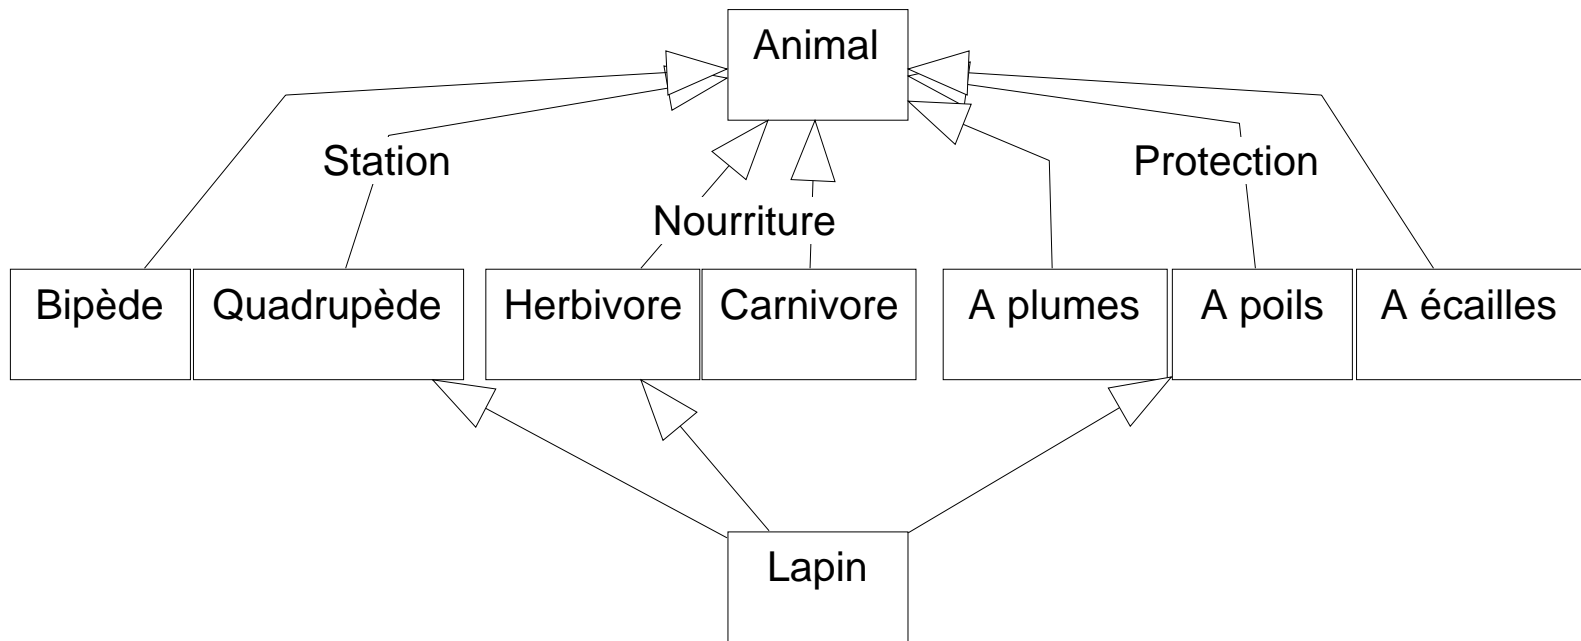 Animal
Station
Protection
Nourriture
Bipède
Quadrupède
Herbivore
Carnivore
A plumes
A poils
A écailles
Lapin